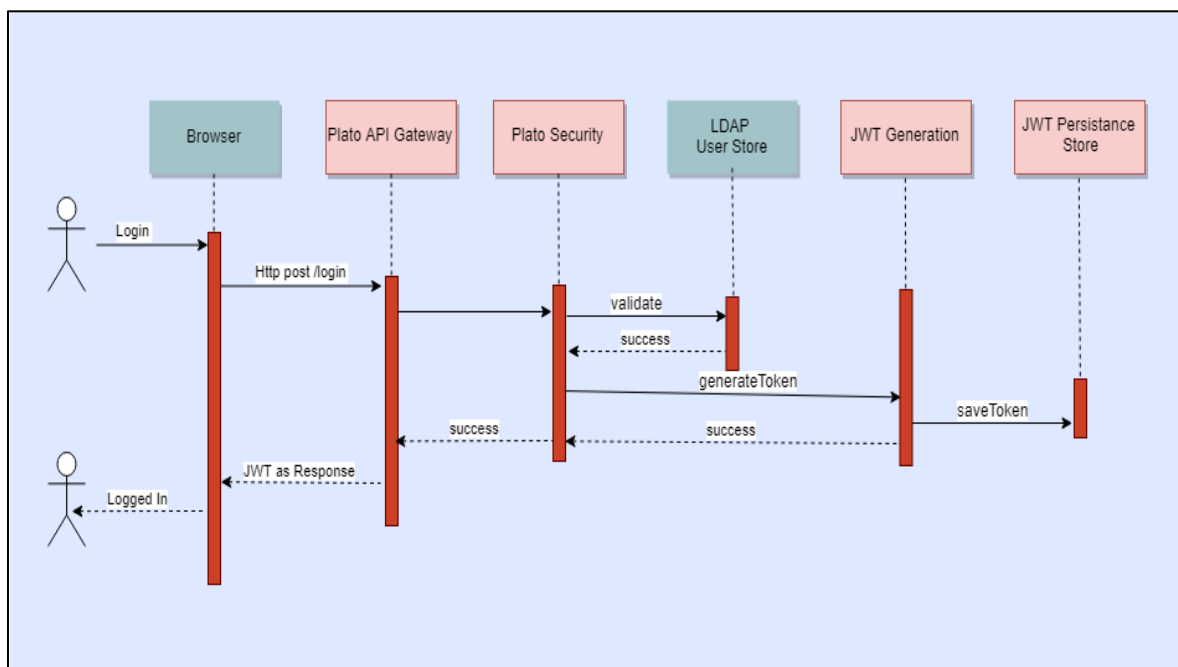 Browser
Plato API Gateway
Plato Security
LDAP
User Store
JWT Generation
JWT Persistance
Store
Login
Http post /login
validate
success
generateToken
saveToken
success
success
JWT as Response
Logged In